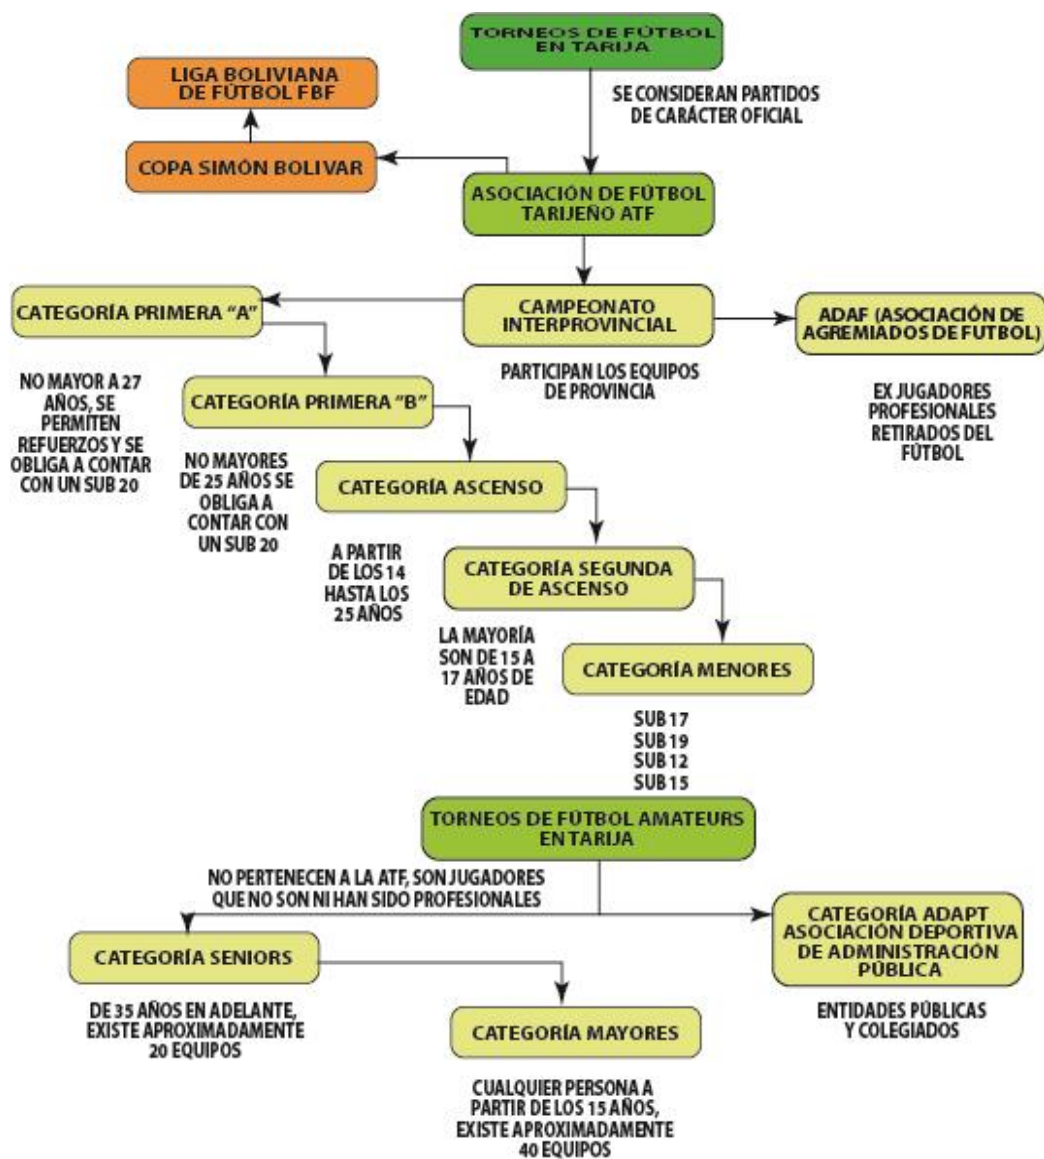 TORNEOS DE FÚTBOL
EN TARIJA
LIGA BOLIVIANA
DE FÚTBOL FBF
SE CONSIDERAN PARTIDOS
DE CARÁCTER OFICIAL
COPA SIMÓN BOLIVAR
ASOCIACIÓN DE FÚTBOL
TARIJEÑO ATF
CATEGORÍA PRIMERA “A”
CAMPEONATO
INTERPROVINCIAL
ADAF (ASOCIACIÓN DE
AGREMIADOS DE FUTBOL)
PARTICIPAN LOS EQUIPOS
DE PROVINCIA
EX JUGADORES
PROFESIONALES
RETIRADOS DEL
FÚTBOL
NO MAYOR A 27
AÑOS, SE
PERMITEN
REFUERZOS Y SE
OBLIGA A CONTAR
CON UN SUB 20
CATEGORÍA PRIMERA “B”
NO MAYORES
DE 25 AÑOS SE
OBLIGA A
CONTAR CON
UN SUB 20
CATEGORÍA ASCENSO
A PARTIR
DE LOS 14
HASTA LOS
25 AÑOS
CATEGORÍA SEGUNDA
DE ASCENSO
LA MAYORÍA
SON DE 15 A
17 AÑOS DE
EDAD
CATEGORÍA MENORES
SUB 17
SUB 19
SUB 12
SUB 15
TORNEOS DE FÚTBOL AMATEURS
EN TARIJA
NO PERTENECEN A LA ATF, SON JUGADORES
QUE NO SON NI HAN SIDO PROFESIONALES
CATEGORÍA SENIORS
DE 35 AÑOS EN ADELANTE,
EXISTE APROXIMADAMENTE
20 EQUIPOS
CATEGORÍA MAYORES
CUALQUIER PERSONA A
PARTIR DE LOS 15 AÑOS,
EXISTE APROXIMADAMENTE
40 EQUIPOS
CATEGORÍA ADAPT
ASOCIACIÓN DEPORTIVA
DE ADMINISTRACIÓN
PÚBLICA
ENTIDADES PÚBLICAS
Y COLEGIADOS